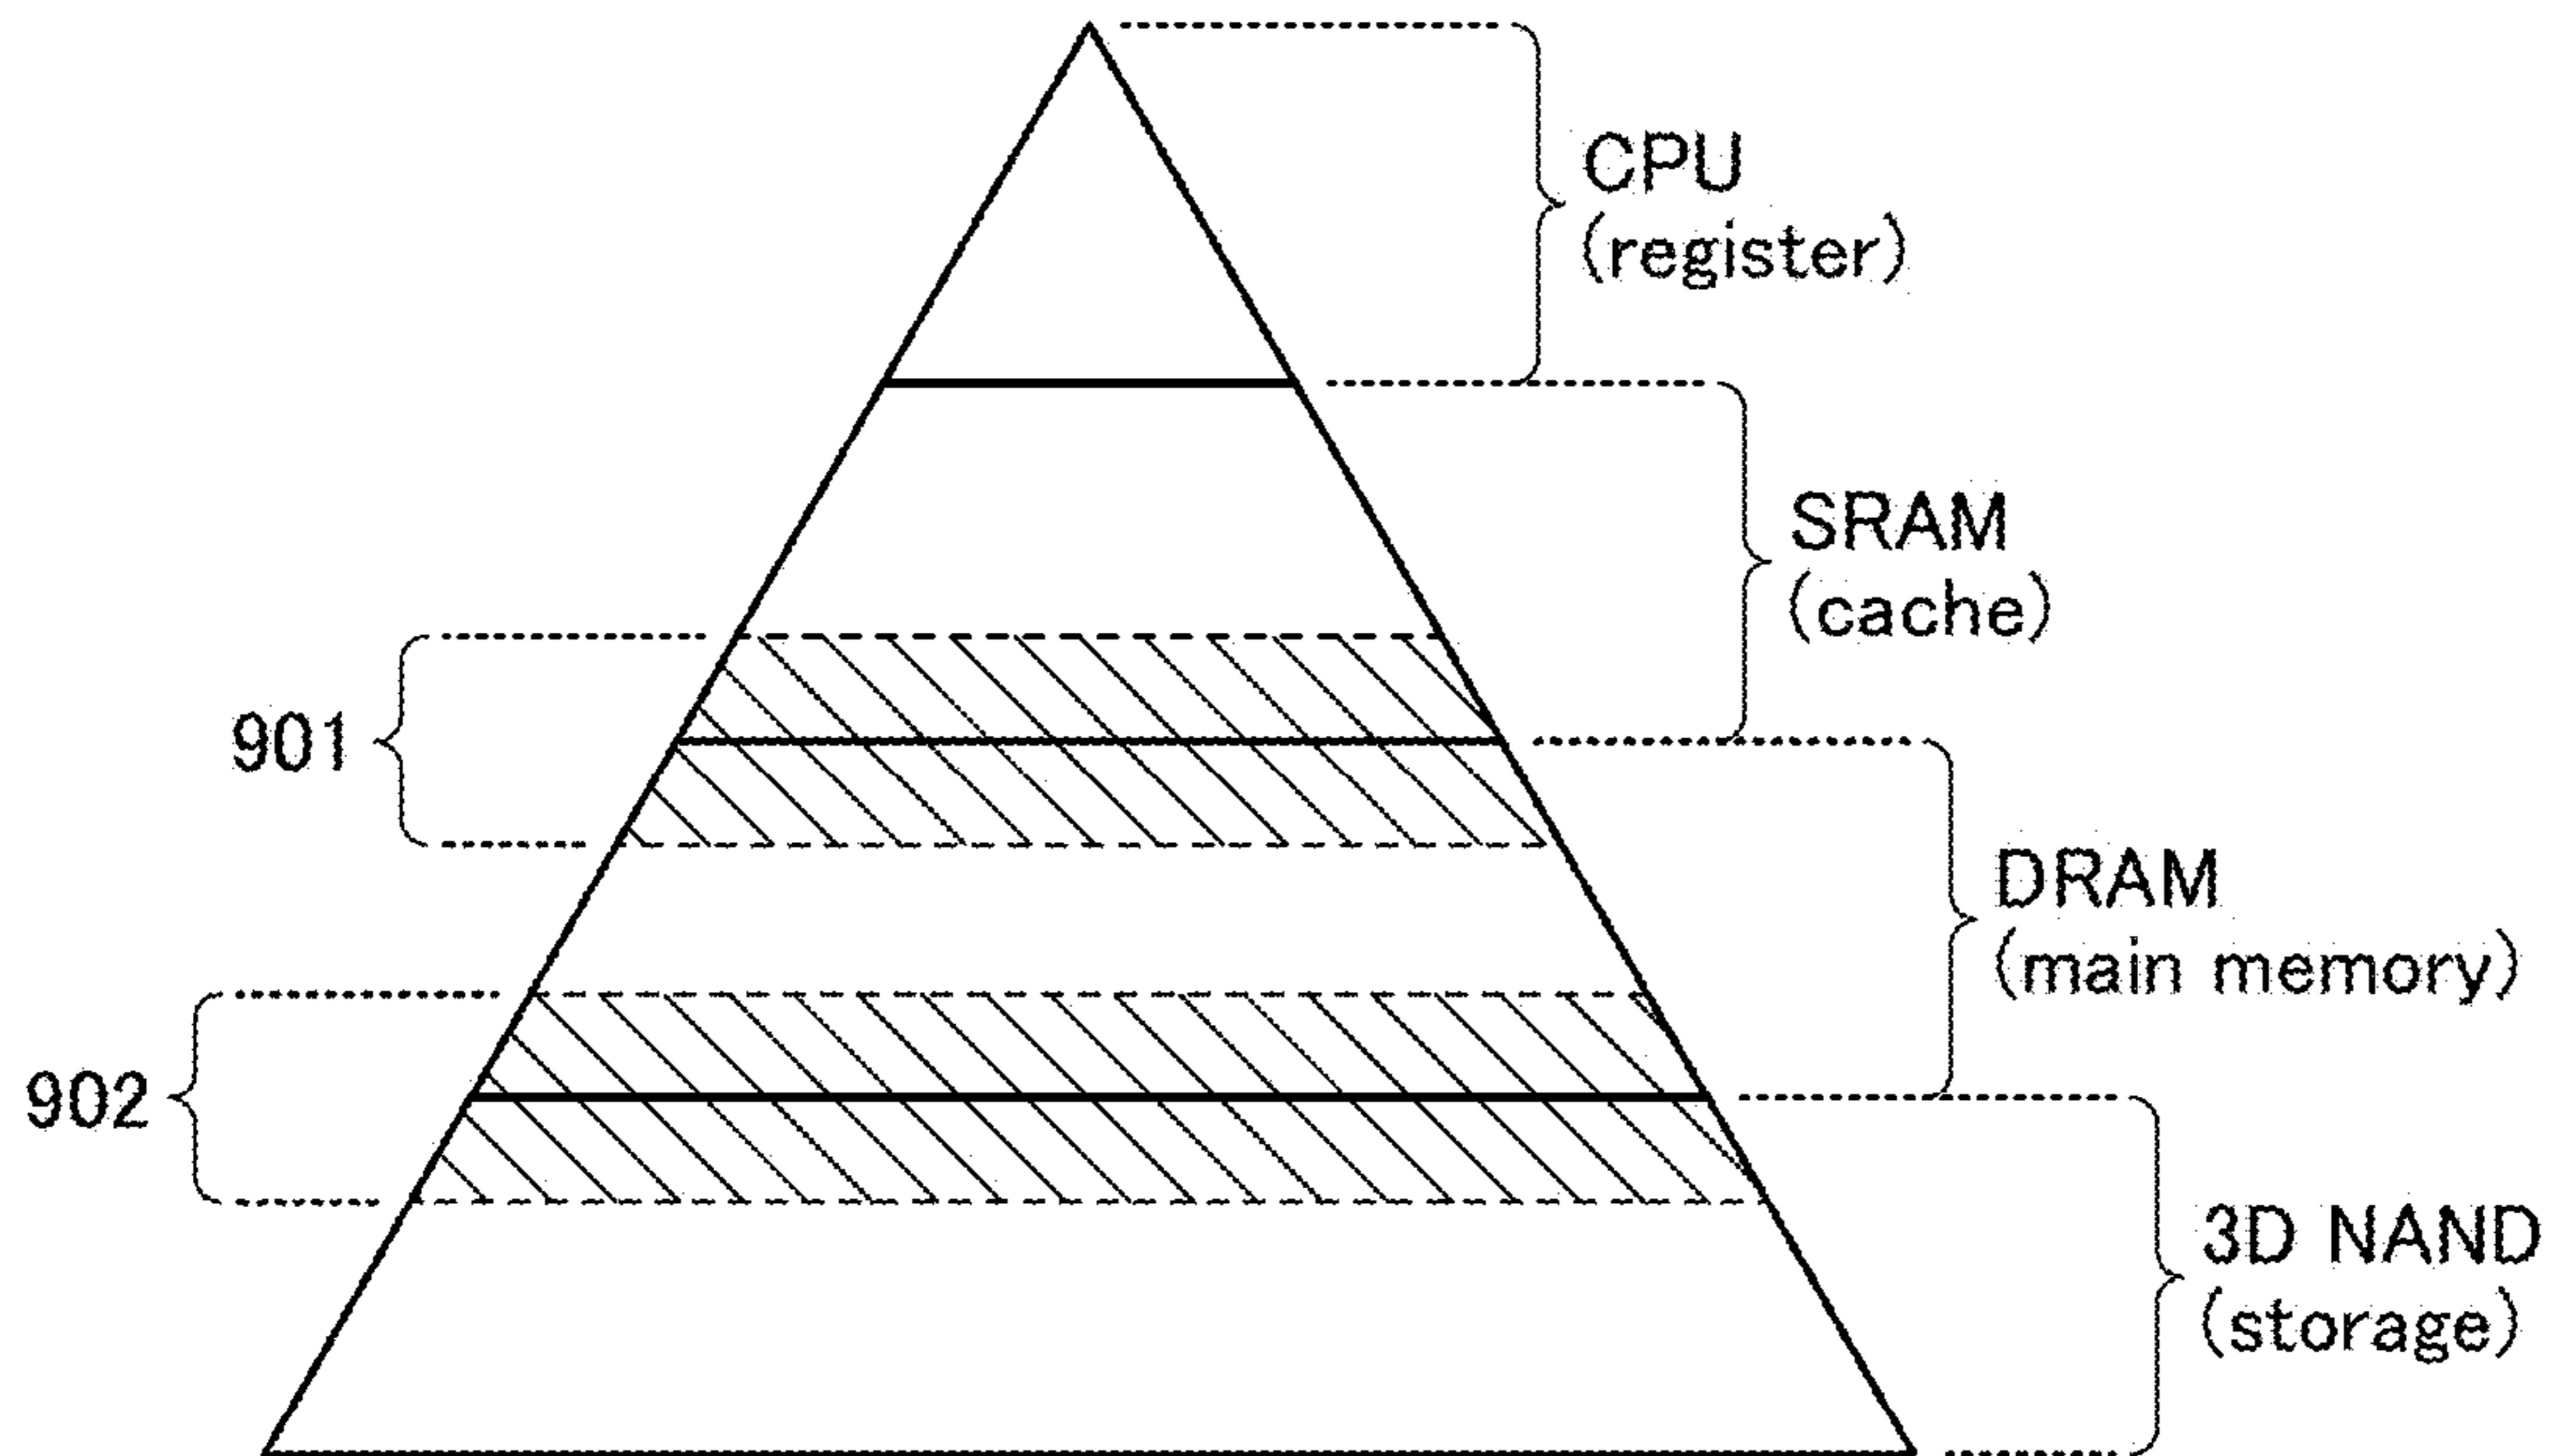 CPU
(register)
SRAM
(cache)
901
DRAM
(main memory)
902
3D NAND
(storage)